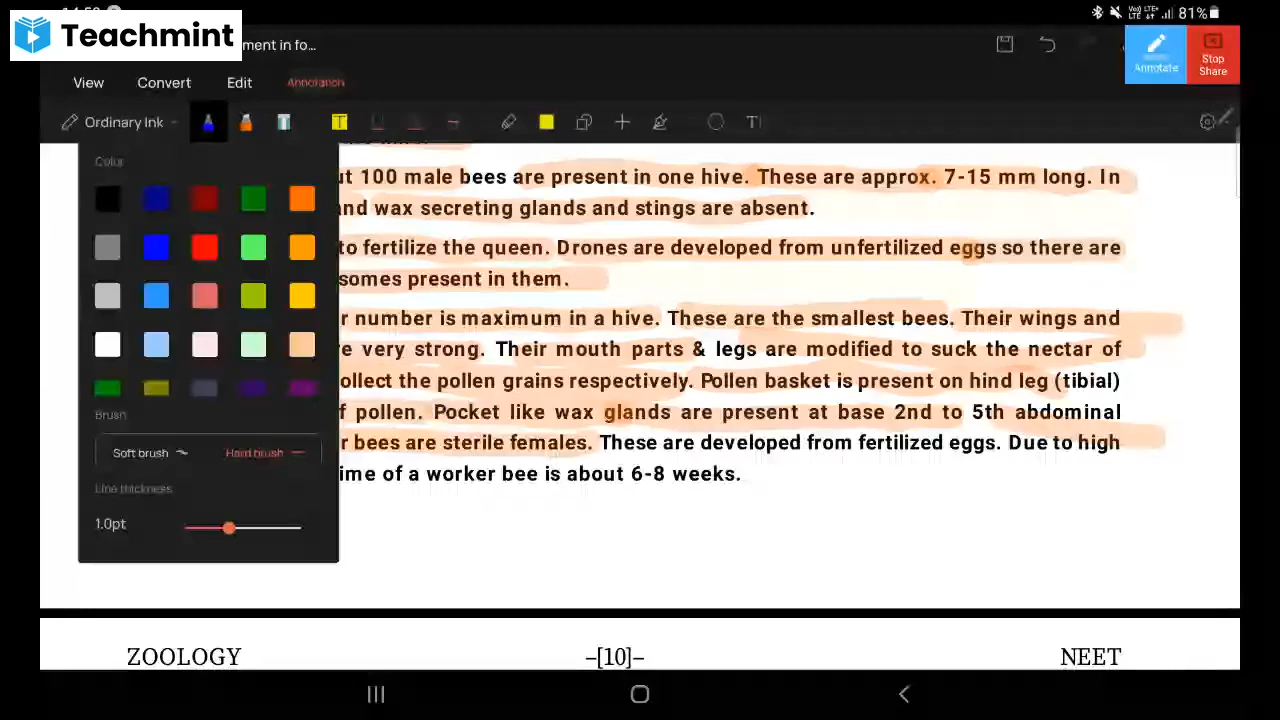 81%
Teachmint
ment in fo...
Annotate
Stop
Share
View Convert Edit Annotation
Ordinary Ink
Color
ut 100 male bees are present in one hive. These are approx. 7-15 mm long. In
nd wax secreting glands and stings are absent.
to fertilize the queen. Drones are developed from unfertilized eggs so there are
somes present in them.
r number is maximum in a hive. These are the smallest bees. Their wings and
e very strong. Their mouth parts & legs are modified to suck the nectar of
ollect the pollen grains respectively. Pollen basket is present on hind leg (tibial)
f pollen. Pocket like wax glands are present at base 2nd to 5th abdominal
r bees are sterile females. These are developed from fertilized eggs. Due to high
ime of a worker bee is about 6-8 weeks.
Brush
Soft brush Hard brush
Line thickness
1.0pt
ZOOLOGY –[10]– NEET